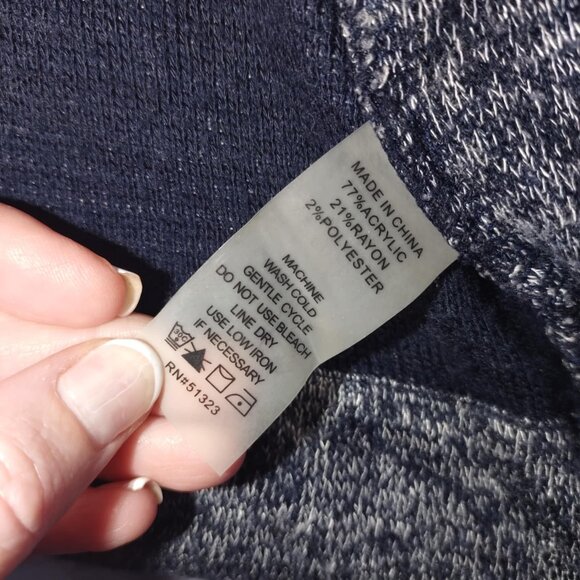 MADE IN CHINA
77%ACRYLIC
21%RAYON
2%POLYESTER
MACHINE
WASH COLD
GENTLE CYCLE
DO NOT USE BLEACH
LINE DRY
USE LOW IRON
IF NECESSARY
RN#51323